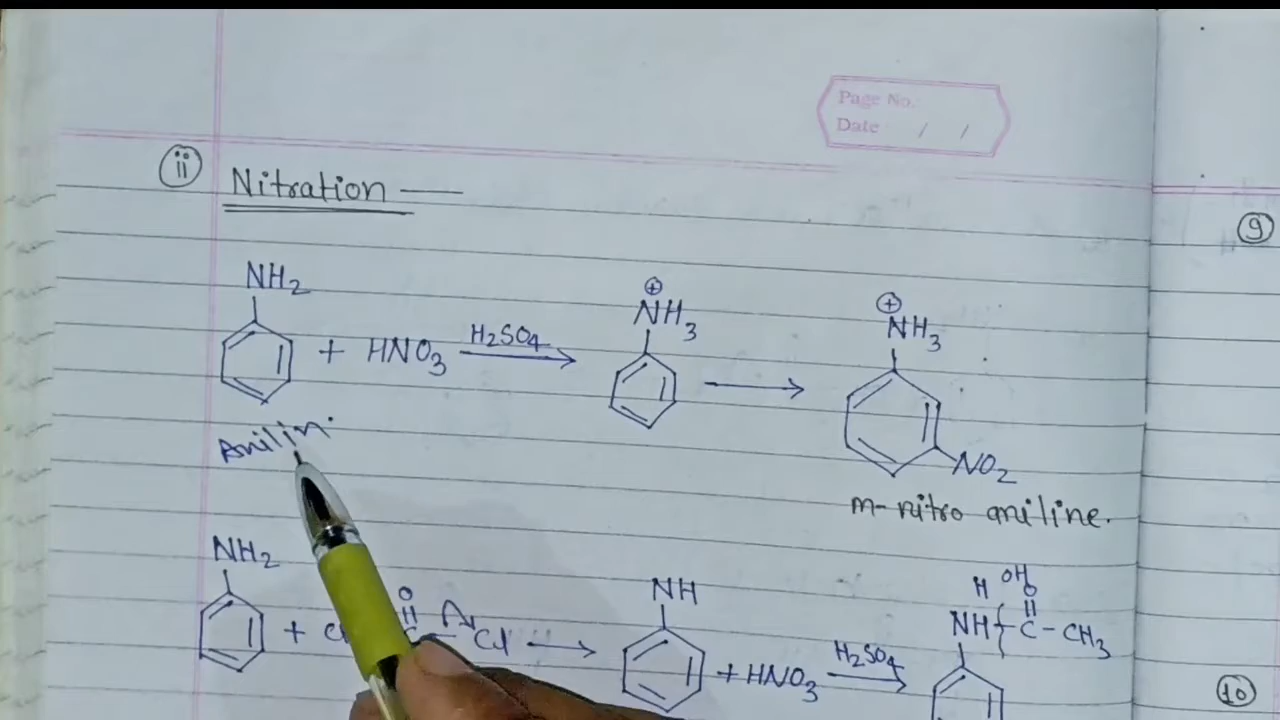 Page No.
Date / /
ii Nitration —
9
NH2 + HNO3 H2SO4 → ⊕ NH3 → ⊕ NH3 NO2
Anilin
m-nitro aniline.
NH2 + O Cl → NH + HNO3 H2SO4 → H OH O
NH C - CH3
10